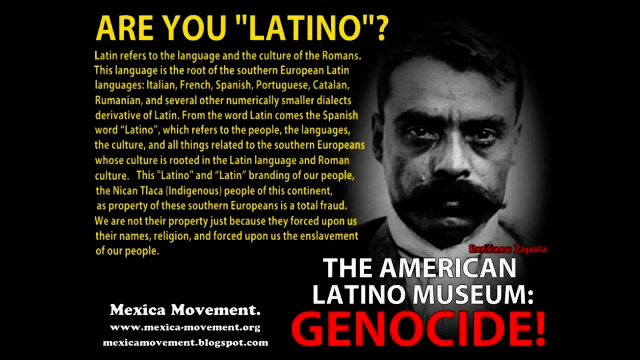 ARE YOU "LATINO"?
Latin refers to the language and the culture of the Romans.
This language is the root of the southern European Latin
languages: Italian, French, Spanish, Portuguese, Catalan,
Rumanian, and several other numerically smaller dialects
derivative of Latin. From the word Latin comes the Spanish
word “Latino”, which refers to the people, the languages,
the culture, and all things related to the southern Europeans
whose culture is rooted in the Latin language and Roman
culture. This "Latino" and “Latin” branding of our people,
the Nican Tlaca (Indigenous) people of this continent,
as property of these southern Europeans is a total fraud.
We are not their property just because they forced upon us
their names, religion, and forced upon us the enslavement
of our people.
Zapata
THE AMERICAN
LATINO MUSEUM:
GENOCIDE!
Mexica Movement.
www.mexica-movement.org
mexicamovement.blogspot.com